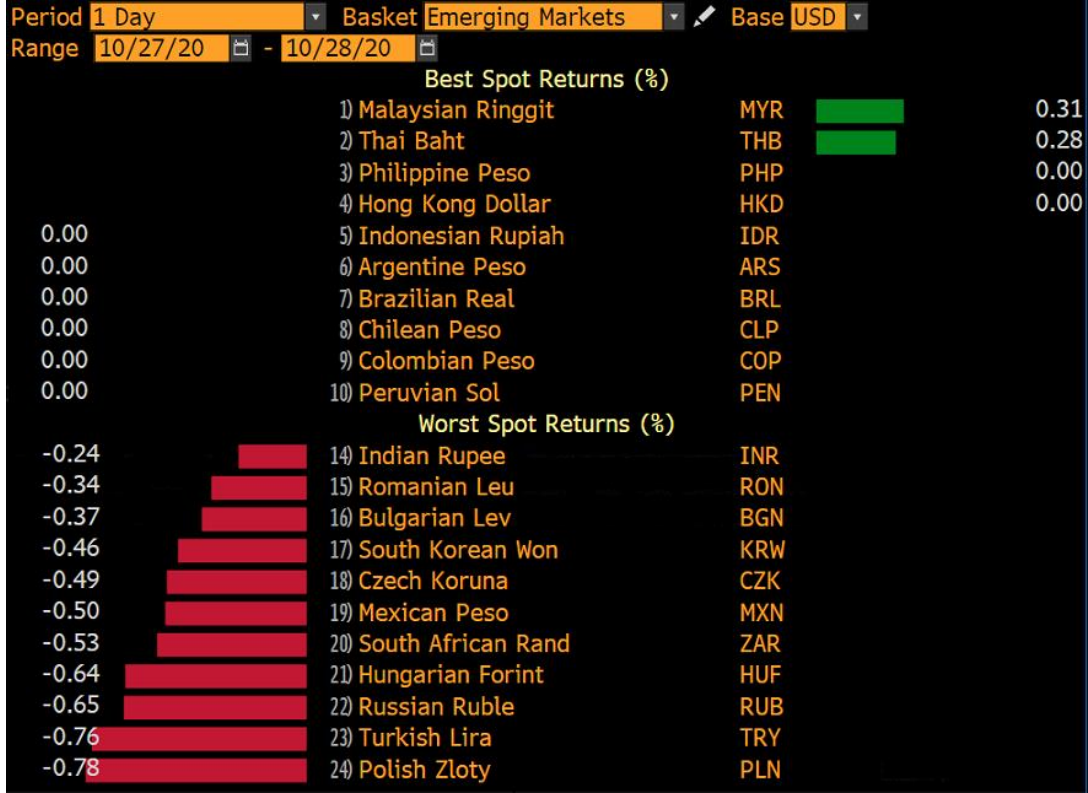 Period 1 Day Basket Emerging Markets Base USD
Range 10/27/20 - 10/28/20
Best Spot Returns (%)
1) Malaysian Ringgit MYR 0.31
2) Thai Baht THB 0.28
3) Philippine Peso PHP 0.00
4) Hong Kong Dollar HKD 0.00
0.00 5) Indonesian Rupiah IDR
0.00 6) Argentine Peso ARS
0.00 7) Brazilian Real BRL
0.00 8) Chilean Peso CLP
0.00 9) Colombian Peso COP
0.00 10) Peruvian Sol PEN
Worst Spot Returns (%)
-0.24 14) Indian Rupee INR
-0.34 15) Romanian Leu RON
-0.37 16) Bulgarian Lev BGN
-0.46 17) South Korean Won KRW
-0.49 18) Czech Koruna CZK
-0.50 19) Mexican Peso MXN
-0.53 20) South African Rand ZAR
-0.64 21) Hungarian Forint HUF
-0.65 22) Russian Ruble RUB
-0.76 23) Turkish Lira TRY
-0.78 24) Polish Zloty PLN